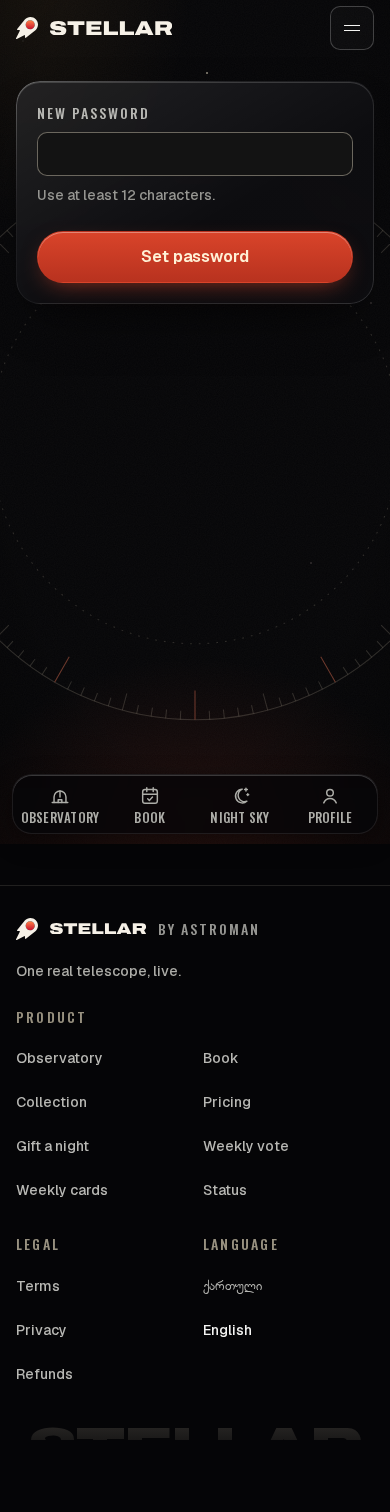 STELLAR
NEW PASSWORD
Use at least 12 characters.
Set password
OBSERVATORY BOOK NIGHT SKY PROFILE
STELLAR BY ASTROMAN
One real telescope, live.
PRODUCT
Observatory Book
Collection Pricing
Gift a night Weekly vote
Weekly cards Status
LEGAL LANGUAGE
Terms ქართული
Privacy English
Refunds
STELLAR